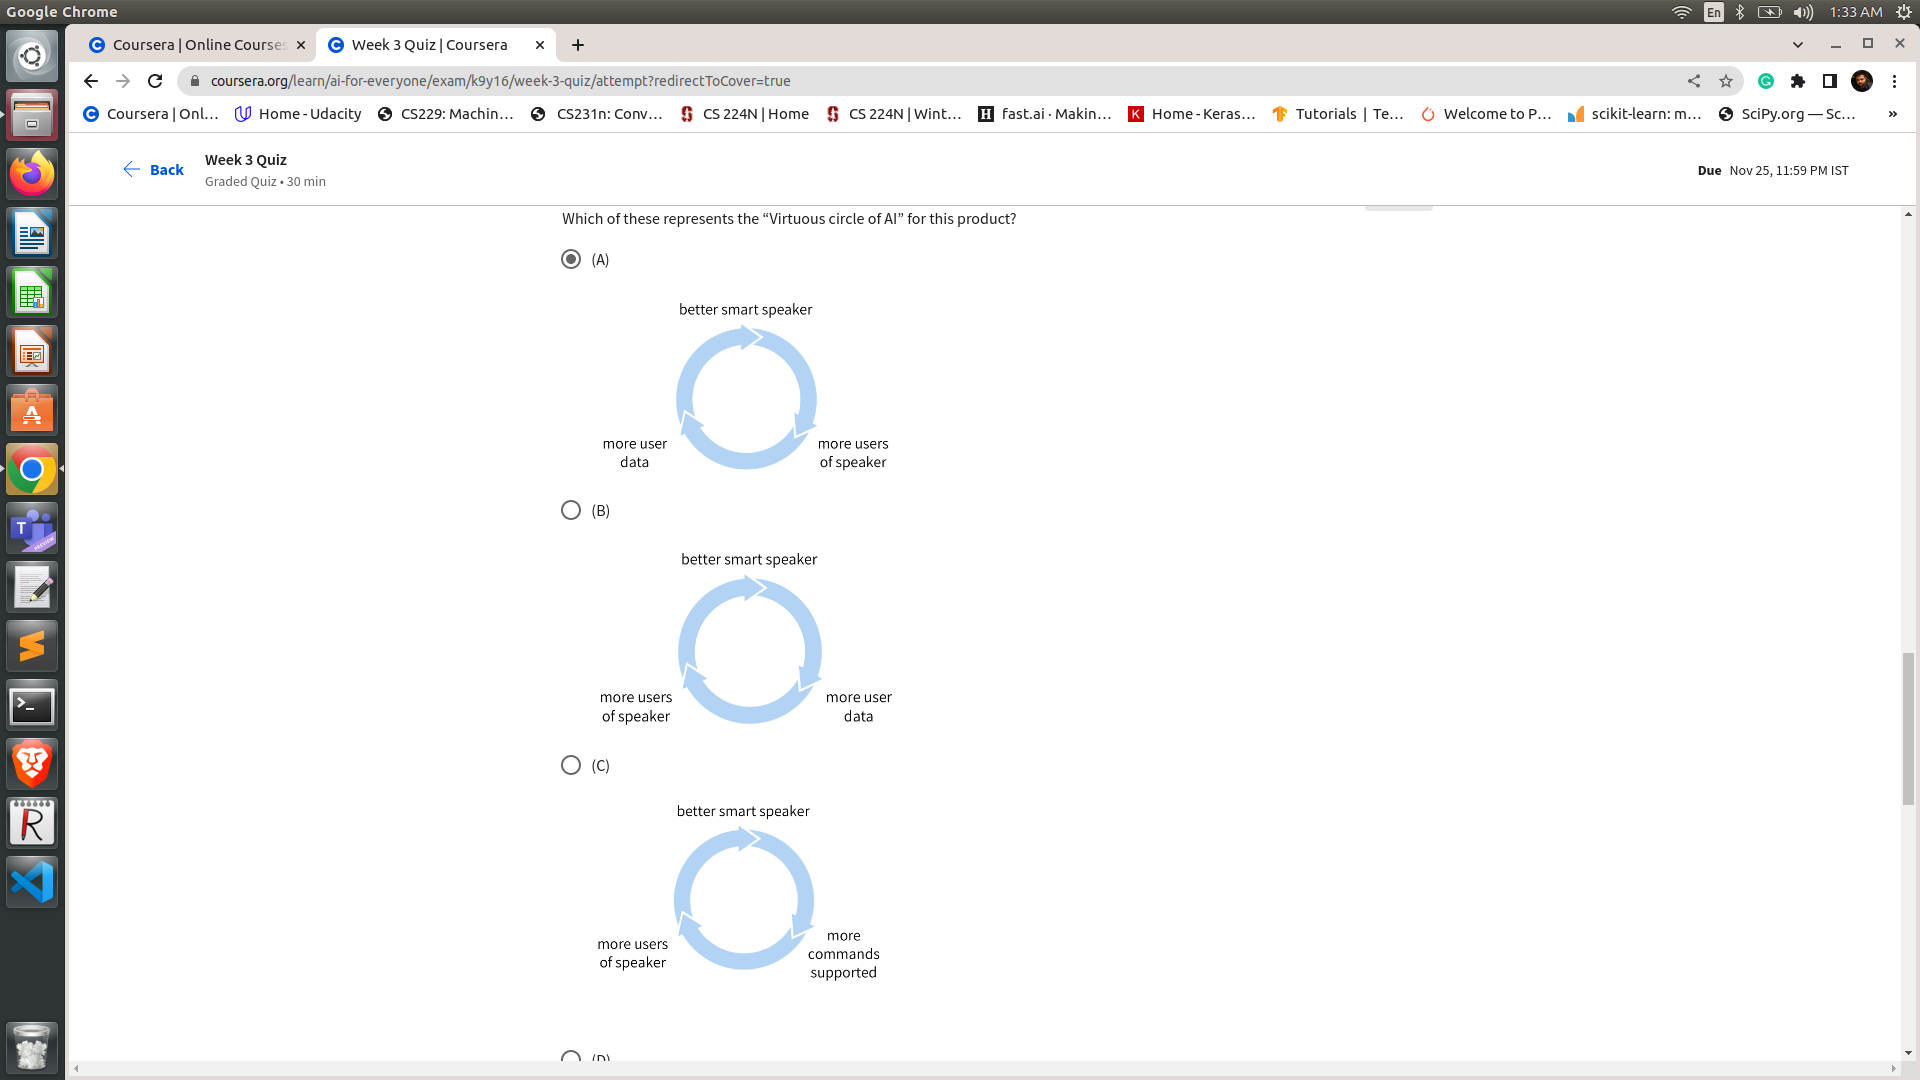 Google Chrome
En
1:33 AM
Coursera | Online Courses
Week 3 Quiz | Coursera
coursera.org/learn/ai-for-everyone/exam/k9y16/week-3-quiz/attempt?redirectToCover=true
Coursera | Onl...
Home - Udacity
CS229: Machin...
CS231n: Conv...
CS 224N | Home
CS 224N | Wint...
fast.ai · Makin...
Home - Keras...
Tutorials | Te...
Welcome to P...
scikit-learn: m...
SciPy.org — Sc...
»
Back
Week 3 Quiz
Graded Quiz • 30 min
Due Nov 25, 11:59 PM IST
Which of these represents the “Virtuous circle of AI” for this product?
(A)
better smart speaker
more user
data
more users
of speaker
(B)
better smart speaker
more users
of speaker
more user
data
(C)
better smart speaker
more users
of speaker
more
commands
supported
(D)